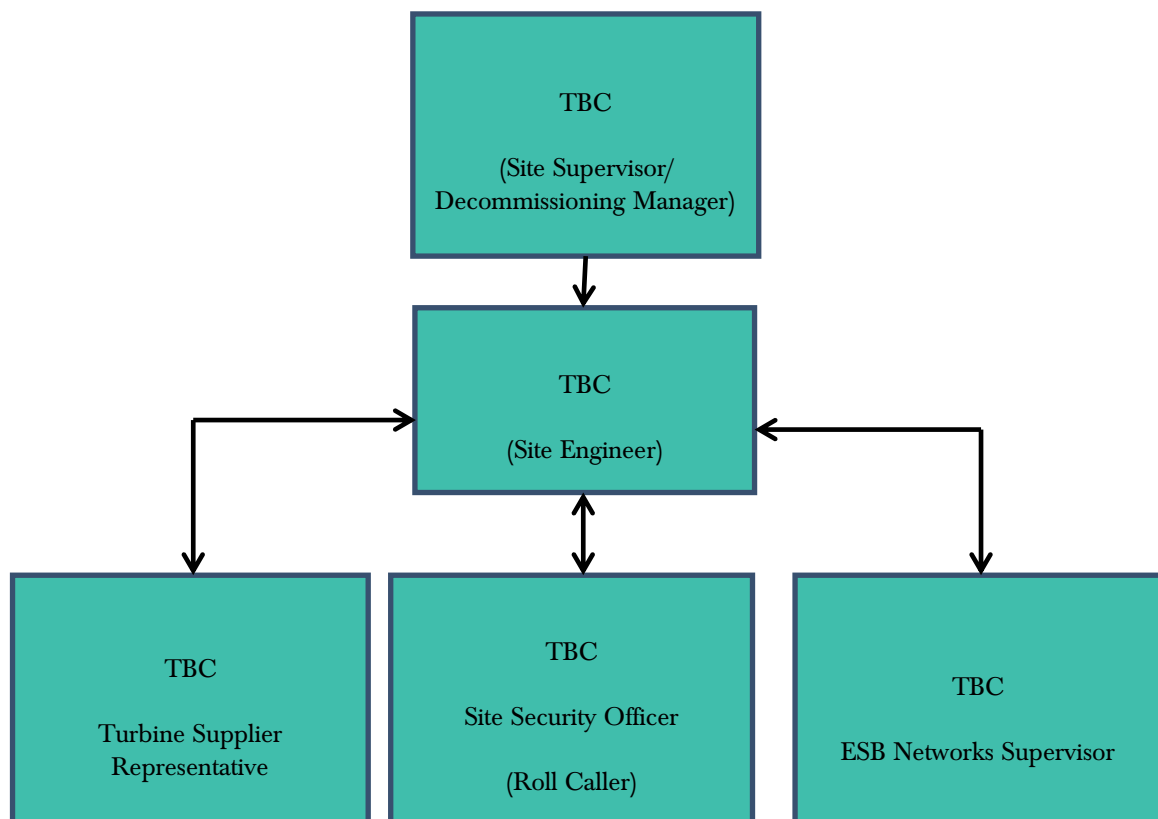 TBC
(Site Supervisor/
Decommissioning Manager)
TBC
(Site Engineer)
TBC
Turbine Supplier
Representative
TBC
Site Security Officer
(Roll Caller)
TBC
ESB Networks Supervisor